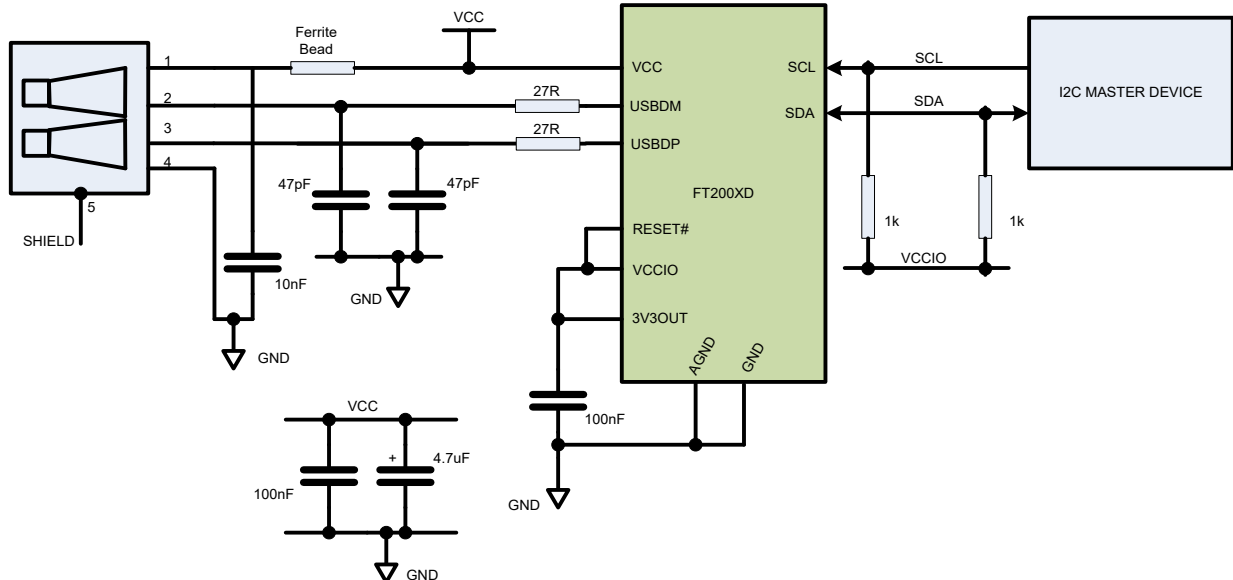 VCC
Ferrite
Bead
1
VCC
SCL
SCL
27R
2
USBDM
I2C MASTER DEVICE
SDA
SDA
27R
3
USBDP
4
47pF
47pF
FT200XD
5
1k
1k
RESET#
SHIELD
VCCIO
VCCIO
10nF
GND
3V3OUT
GND
AGND
GND
VCC
100nF
+
4.7uF
100nF
GND
GND